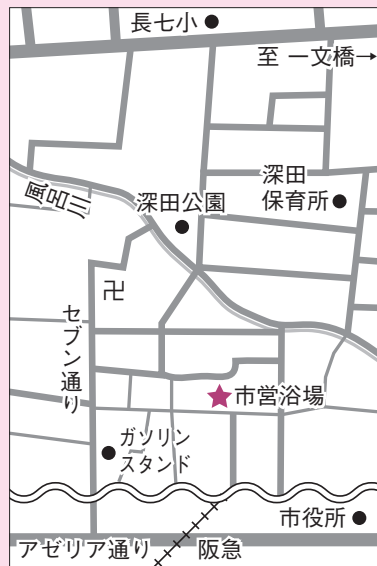 長七小
至 一文橋→
深田
保育所
風呂川
深田公園
卍
セブン通り
市営浴場
ガソリン
スタンド
市役所
アゼリア通り
阪急